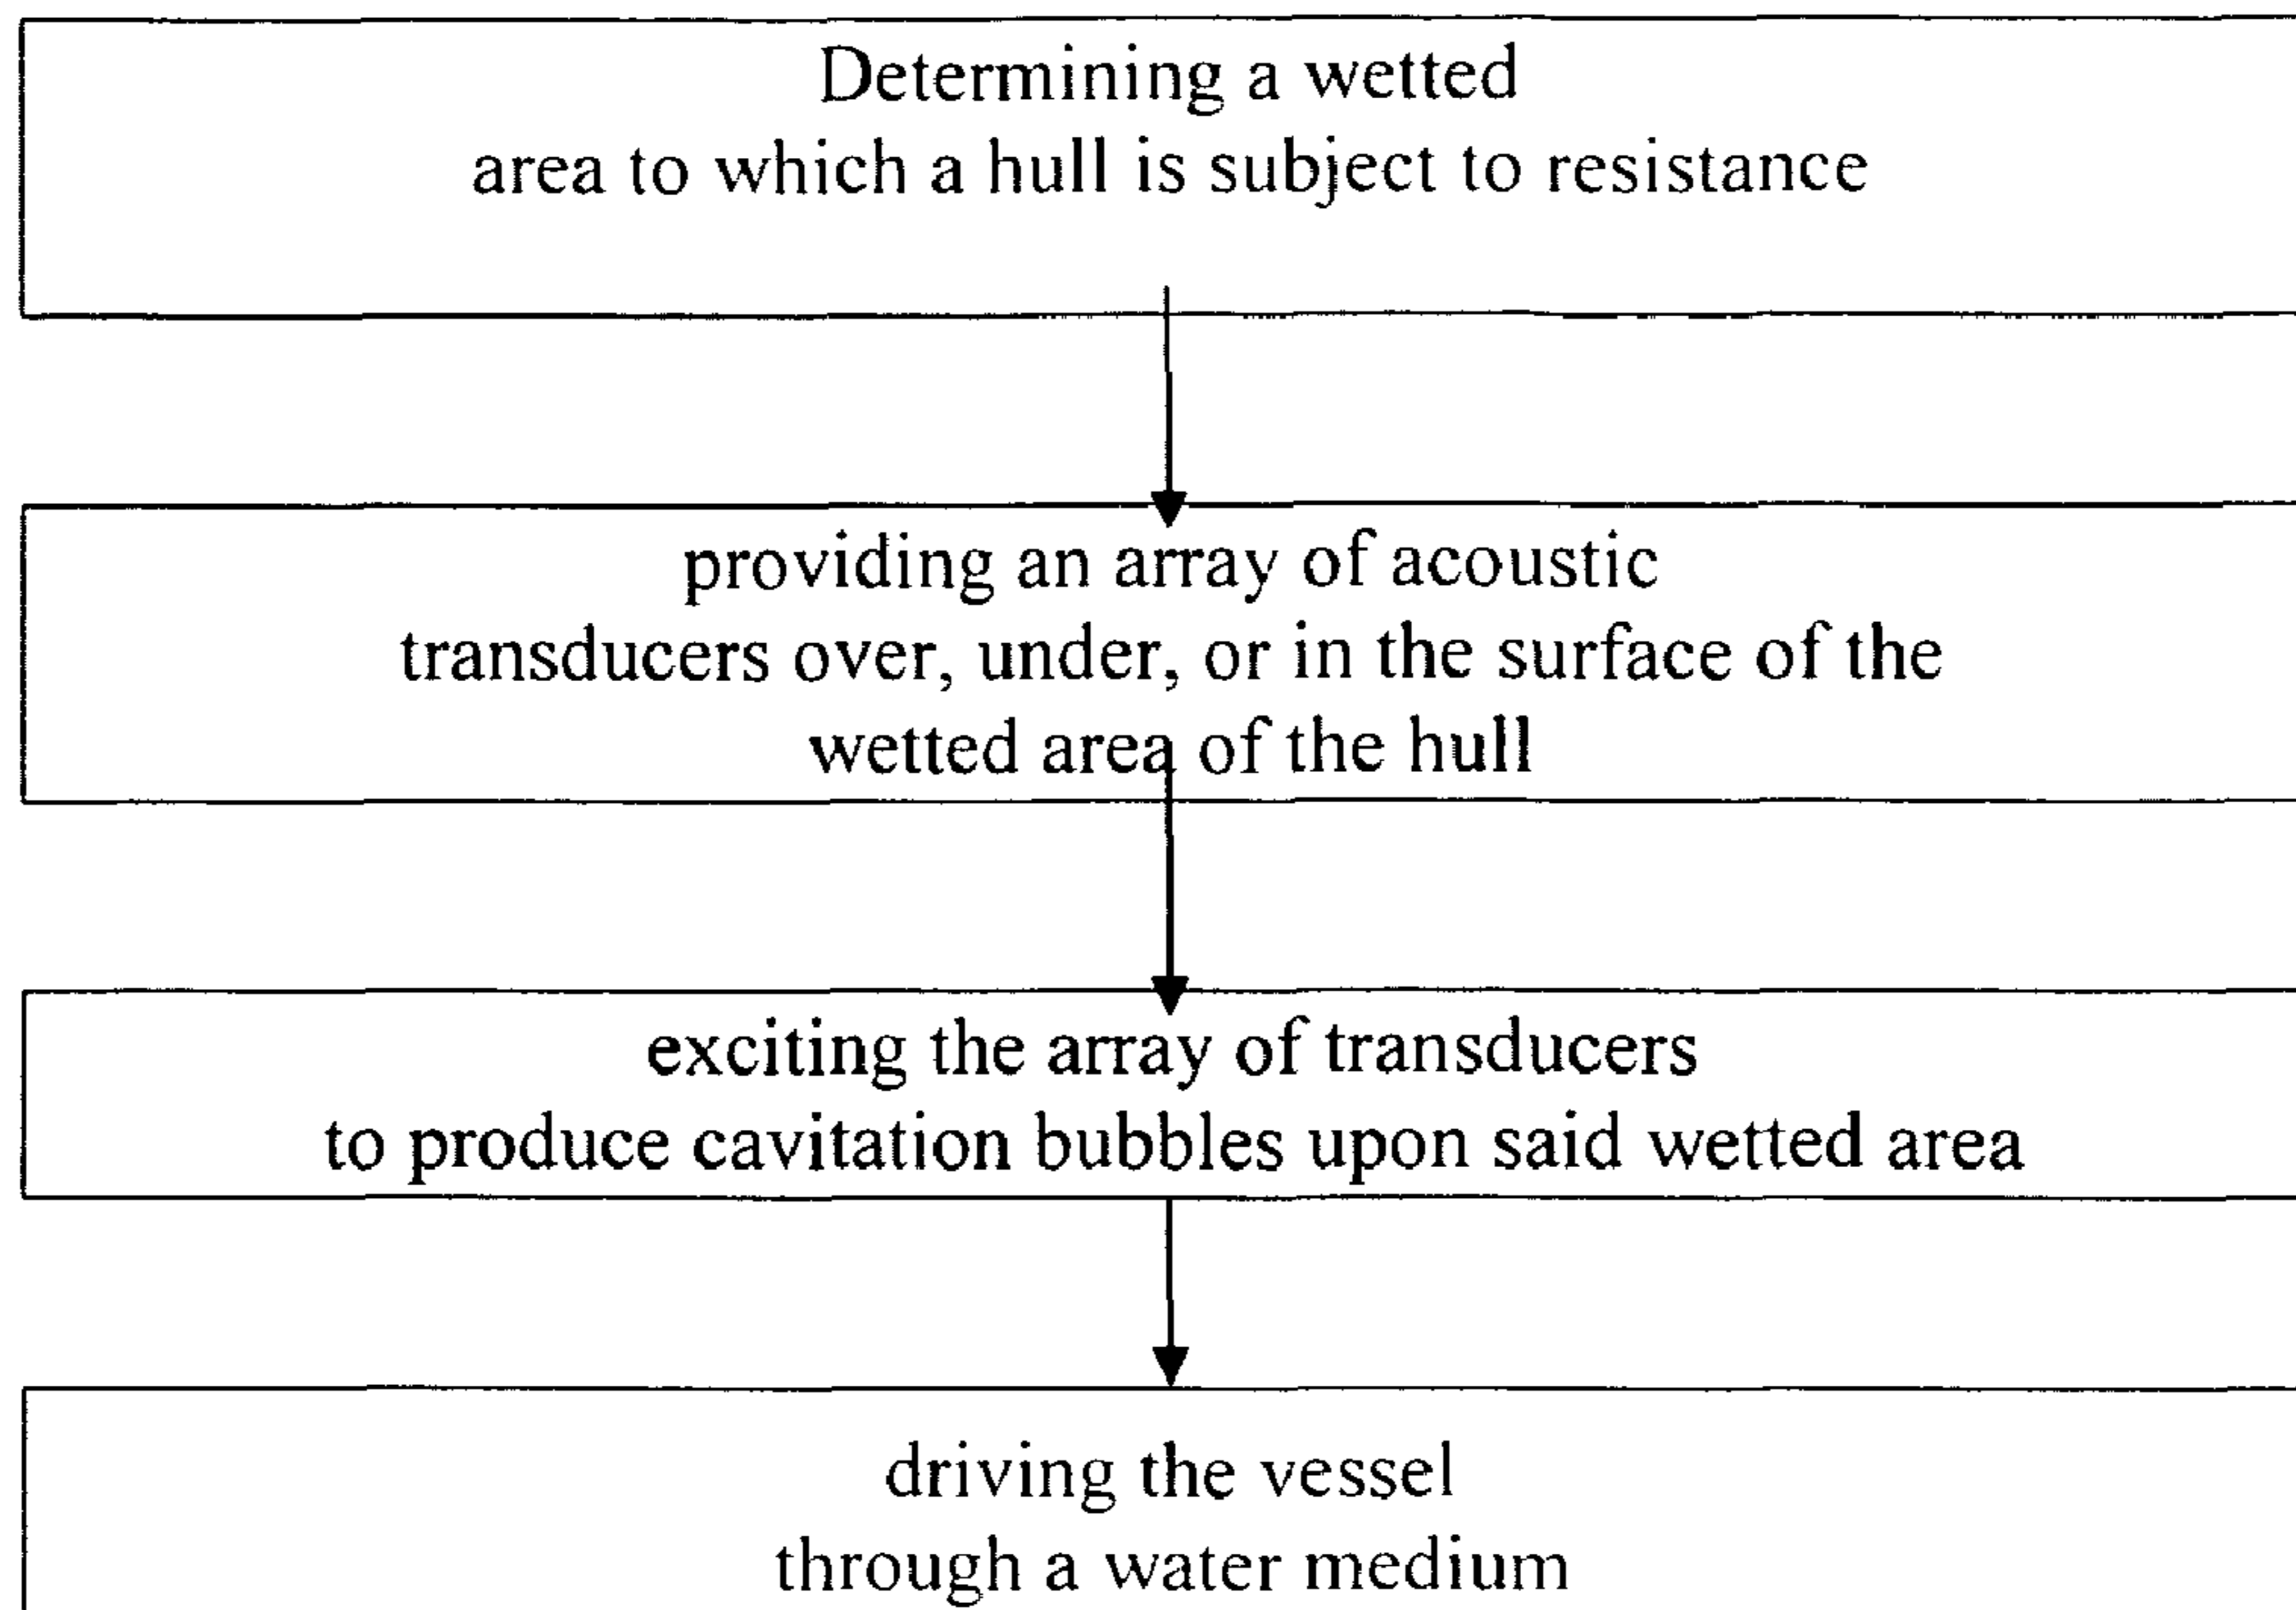 Determining a wetted
area to which a hull is subject to resistance
providing an array of acoustic
transducers over, under, or in the surface of the
wetted area of the hull
exciting the array of transducers
to produce cavitation bubbles upon said wetted area
driving the vessel
through a water medium